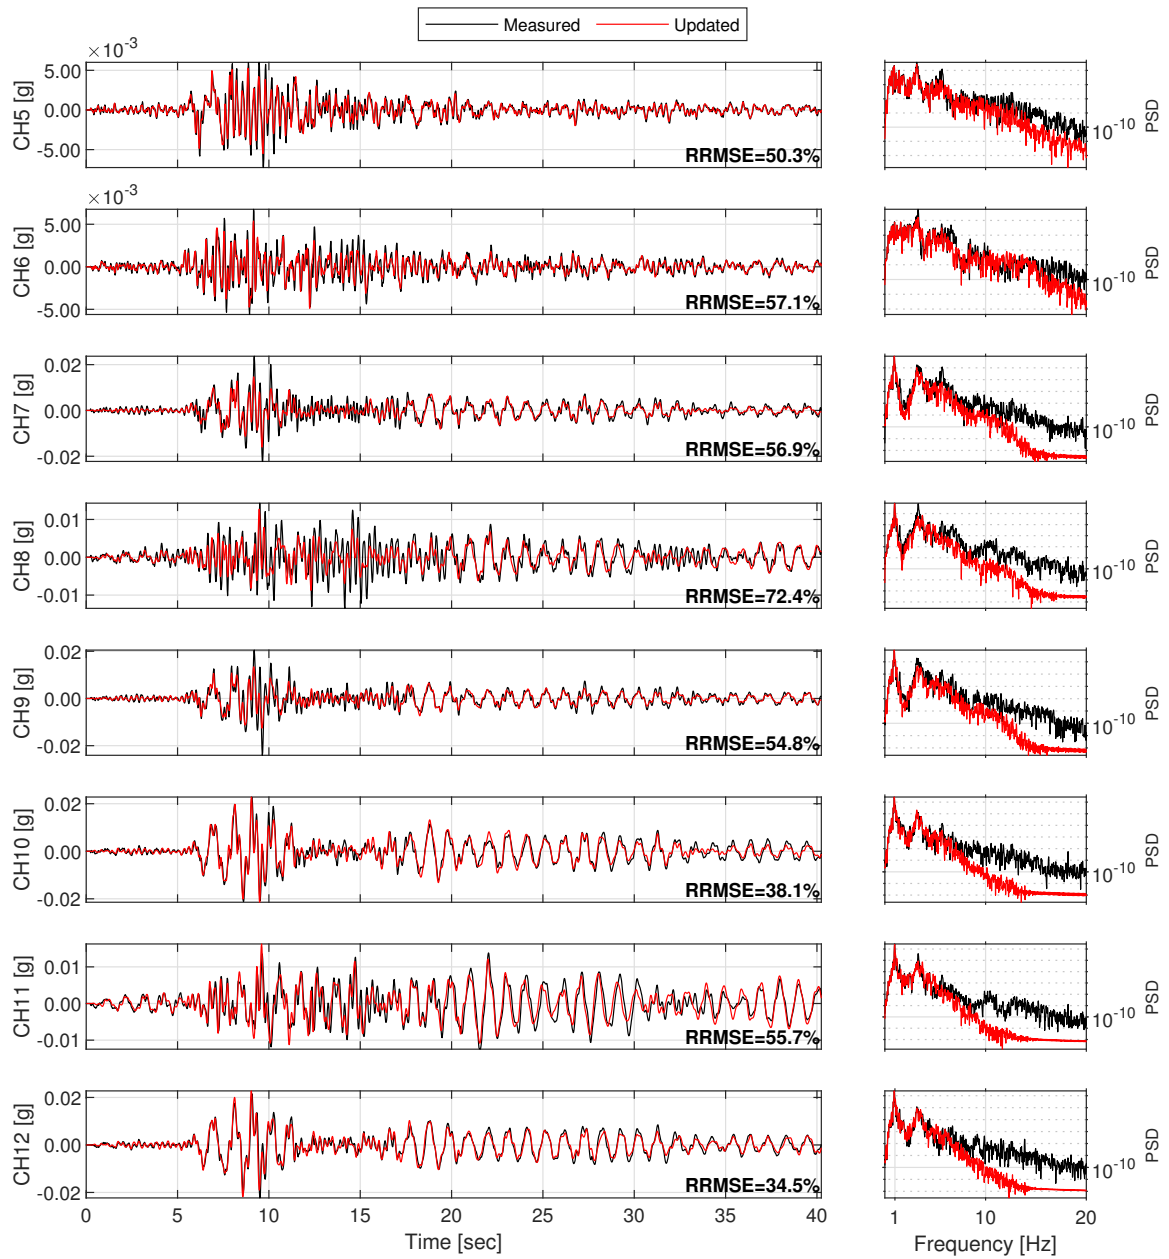 Measured Updated
×10-3
5.00
0.00
-5.00
CH5 [g]
RRMSE=50.3%
10-10
PSD
×10-3
5.00
0.00
-5.00
CH6 [g]
RRMSE=57.1%
10-10
PSD
0.02
0.00
-0.02
CH7 [g]
RRMSE=56.9%
10-10
PSD
0.01
0.00
-0.01
CH8 [g]
RRMSE=72.4%
10-10
PSD
0.02
0.00
-0.02
CH9 [g]
RRMSE=54.8%
10-10
PSD
0.02
0.00
-0.02
CH10 [g]
RRMSE=38.1%
10-10
PSD
0.01
0.00
-0.01
CH11 [g]
RRMSE=55.7%
10-10
PSD
0.02
0.00
-0.02
CH12 [g]
RRMSE=34.5%
10-10
PSD
0 5 10 15 20 25 30 35 40
Time [sec]
1 10 20
Frequency [Hz]